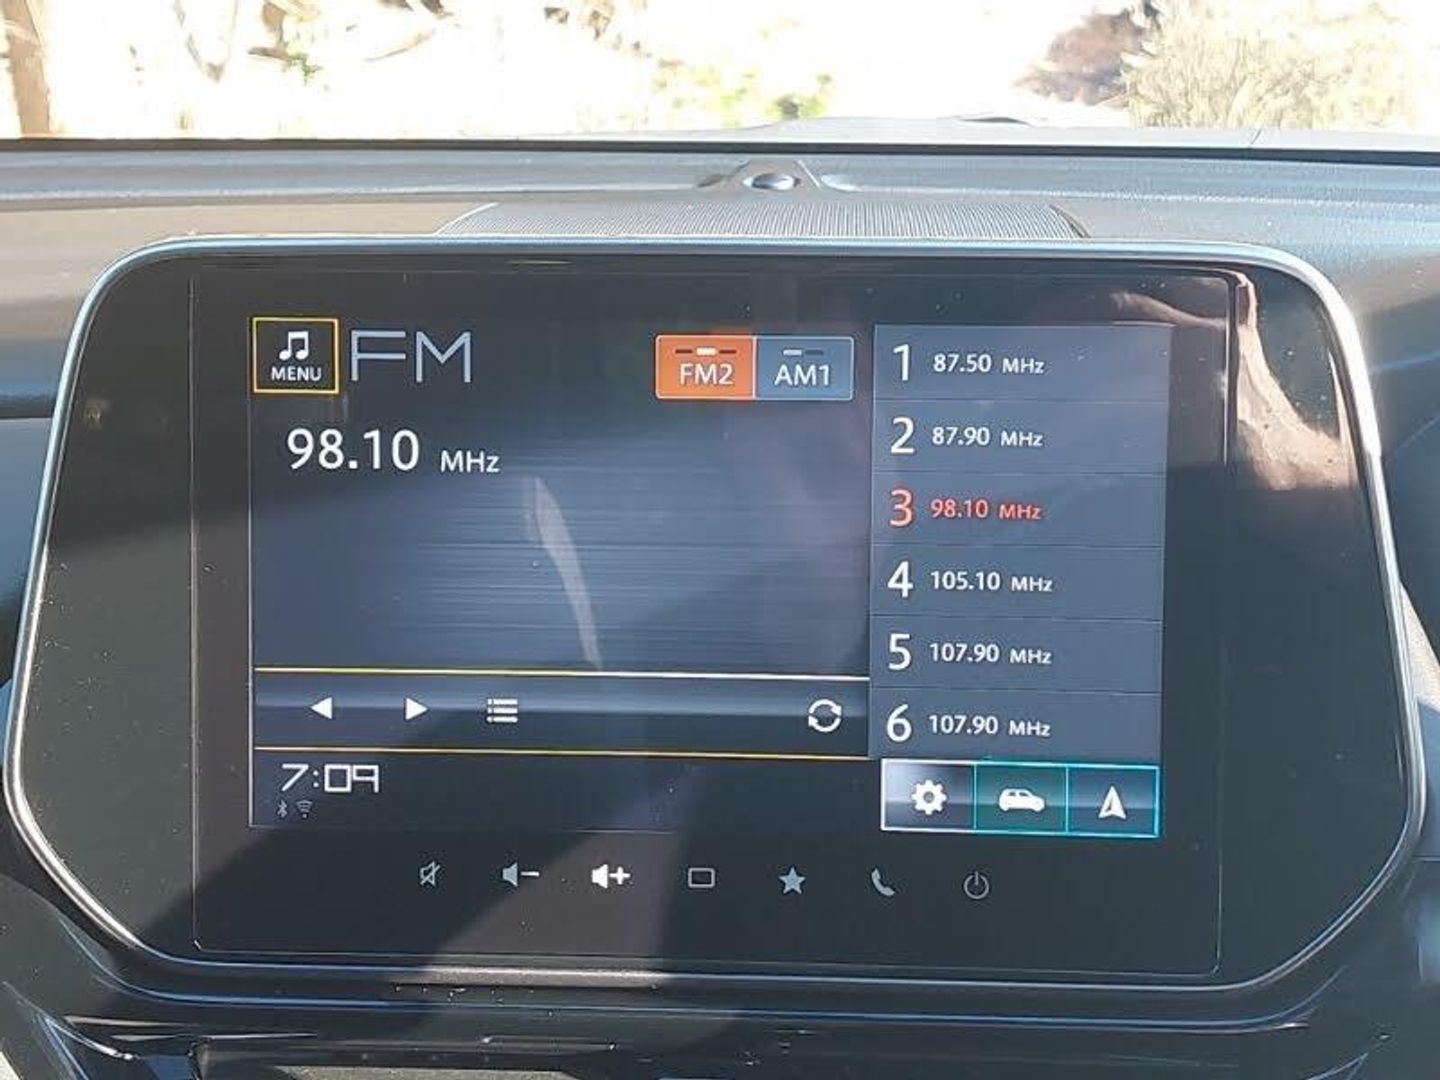 MENU FM
FM2 AM1
98.10 MHz
1 87.50 MHz
2 87.90 MHz
3 98.10 MHz
4 105.10 MHz
5 107.90 MHz
6 107.90 MHz
7:09